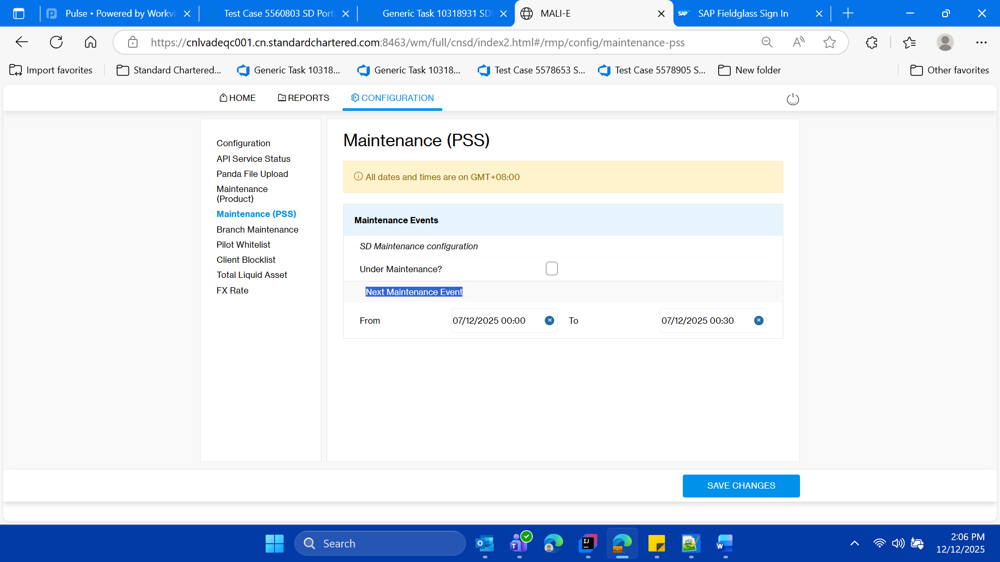 Pulse • Powered by Workvi
Test Case 5560803 SD Port
Generic Task 10318931 SD
MALI-E
SAP Fieldglass Sign In
https://cnlvadeqc001.cn.standardchartered.com:8463/wm/full/cnsd/index2.html#/rmp/config/maintenance-pss
Import favorites
Standard Chartered...
Generic Task 10318...
Generic Task 10318...
Test Case 5578653 S...
Test Case 5578905 S...
New folder
Other favorites
HOME
REPORTS
CONFIGURATION
Configuration
API Service Status
Panda File Upload
Maintenance
(Product)
Maintenance (PSS)
Branch Maintenance
Pilot Whitelist
Client Blocklist
Total Liquid Asset
FX Rate
Maintenance (PSS)
All dates and times are on GMT+08:00
Maintenance Events
SD Maintenance configuration
Under Maintenance?
Next Maintenance Event
From 07/12/2025 00:00 To 07/12/2025 00:30
SAVE CHANGES
Search
2:06 PM
12/12/2025